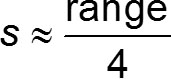 s ≈ range / 4